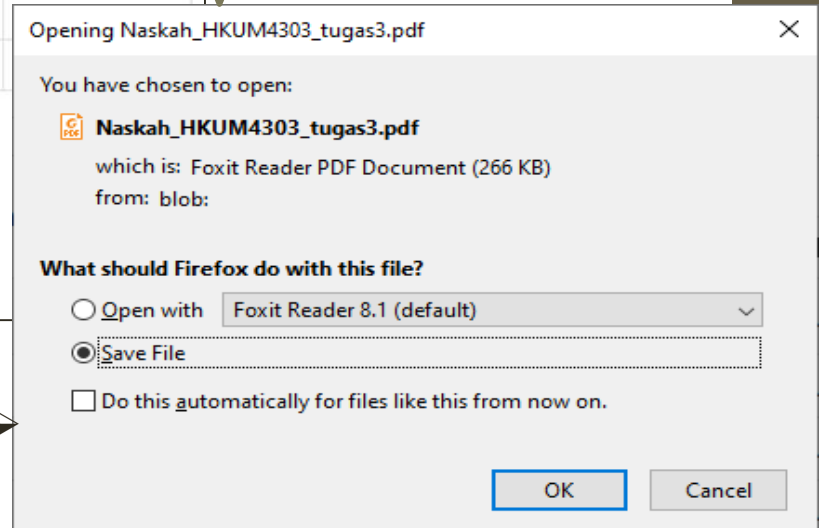 Opening Naskah_HKUM4303_tugas3.pdf
You have chosen to open:
Naskah_HKUM4303_tugas3.pdf
which is: Foxit Reader PDF Document (266 KB)
from: blob:
What should Firefox do with this file?
Open with Foxit Reader 8.1 (default)
Save File
Do this automatically for files like this from now on.
OK Cancel